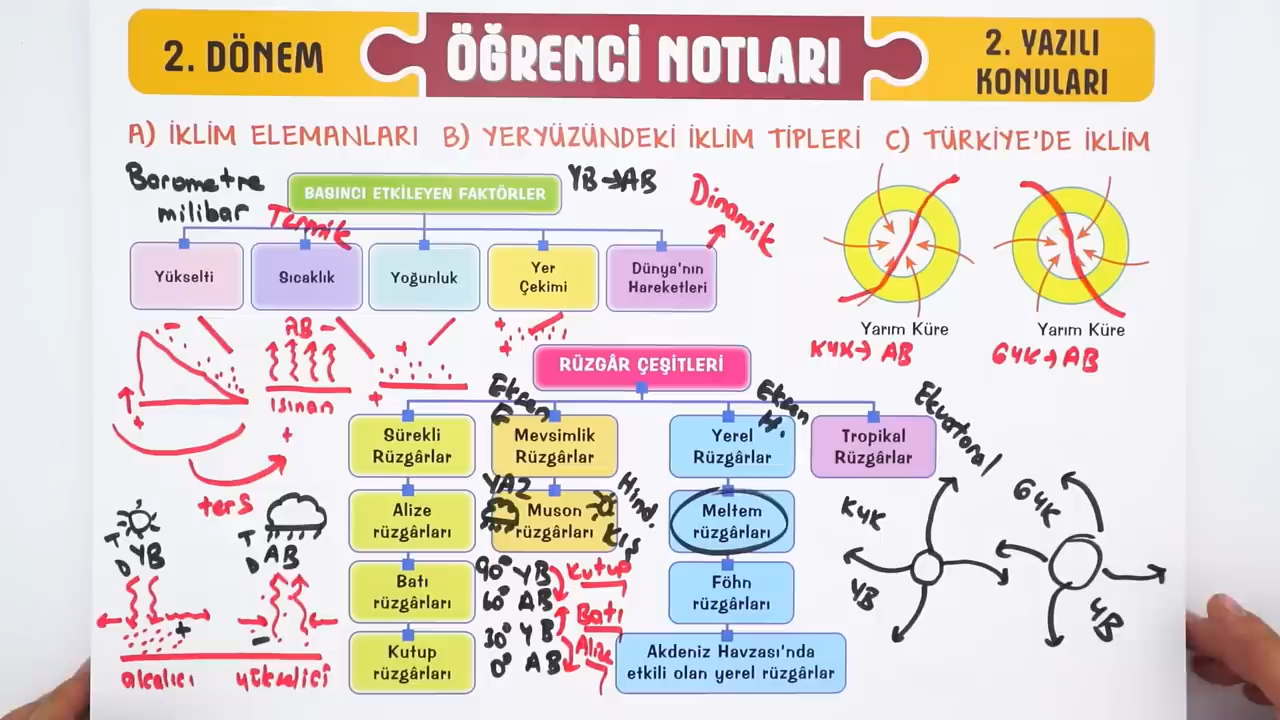 2. DÖNEM
ÖĞRENCİ NOTLARI
2. YAZILI
KONULARI
A) İKLİM ELEMANLARI B) YERYÜZÜNDEKİ İKLİM TİPLERİ C) TÜRKİYE'DE İKLİM
Barometre
milibar
BASINCI ETKİLEYEN FAKTÖRLER
YB→AB
Termik
Dinamik
Yükselti
Sıcaklık
Yoğunluk
Yer
Çekimi
Dünya'nın
Hareketleri
Yarım Küre
KYK→ AB
Yarım Küre
GYK→AB
AB -
ısınan
ters
RÜZGÂR ÇEŞİTLERİ
Eksen
E
Eksen
H.
Ekvatoral
Sürekli
Rüzgârlar
Mevsimlik
Rüzgârlar
Yerel
Rüzgârlar
Tropikal
Rüzgârlar
Alize
rüzgârları
YAZ
Muson
rüzgârları
Hind.
Kış
Meltem
rüzgârları
Batı
rüzgârları
Föhn
rüzgârları
Kutup
rüzgârları
Akdeniz Havzası'nda
etkili olan yerel rüzgârlar
90° YB
60° AB
30° YB
0° AB
Kutup
Batı
Alize
T
D YB
T
D AB
alçalıcı
yükselici
KYK
YB
GYK
YB